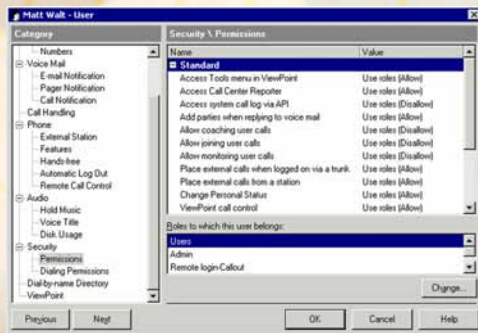 Matt Walt - User
Category
Numbers
Voice Mail
E-mail Notification
Pager Notification
Call Notification
Call Handling
Phone
External Station
Features
Hands-free
Automatic Log Out
Remote Call Control
Audio
Hold Music
Voice Title
Disk Usage
Security
Permissions
Dialing Permissions
Dial-by-name Directory
ViewPoint
Security \ Permissions
Name Value
Standard
Access Tools menu in ViewPoint Use roles (Allow)
Access Call Center Reporter Use roles (Allow)
Access system call log via API Use roles (Disallow)
Add parties when replying to voice mail Use roles (Allow)
Allow coaching user calls Use roles (Disallow)
Allow joining user calls Use roles (Disallow)
Allow monitoring user calls Use roles (Disallow)
Place external calls when logged on via a trunk Use roles (Allow)
Place external calls from a station Use roles (Allow)
Change Personal Status Use roles (Allow)
ViewPoint call control Use roles (Allow)
Roles to which this user belongs:
Users
Admin
Remote login-Callout
Change...
Previous Next OK Cancel Help